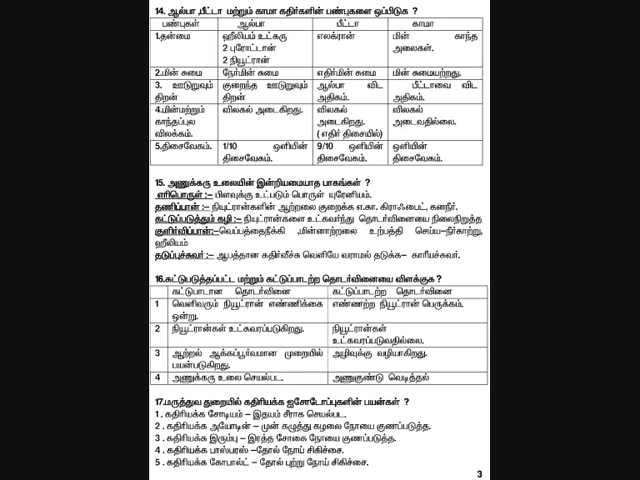 14. ஆல்பா ,பீட்டா மற்றும் காமா கதிர்களின் பண்புகளை ஒப்பிடுக ?
பண்புகள் ஆல்பா பீட்டா காமா
1.தன்மை ஹீலியம் உட்கரு எலக்ரான் மின் காந்த
2 புரோட்டான் அலைகள்.
2 நியூட்ரான்
2.மின் சுமை நேர்மின் சுமை எதிர்மின் சுமை மின் சுமையற்றது.
3. ஊடுறுவும் குறைந்த ஊடுறுவும் ஆல்பா விட பீட்டாவை விட
திறன் திறன் அதிகம். அதிகம்.
4.மின்மற்றும் விலகல் அடைகிறது. விலகல் விலகல்
காந்தப்புல அடைகிறது. அடைவதில்லை.
விலக்கம். ( எதிர் திசையில்)
5.திசைவேகம். 1/10 ஒளியின் 9/10 ஒளியின் ஒளியின்
திசைவேகம். திசைவேகம். திசைவேகம்.
15. அணுக்கரு உலையின் இன்றியமையாத பாகங்கள் ?
எரிபொருள் :– பிளவுக்கு உட்படும் பொருள் யுரேனியம்.
தணிப்பான் :– நியுட்ரான்களின் ஆற்றலை குறைக்க எ.கா. கிராஃபைட், கனநீர்.
கட்டுப்படுத்தும் கழி :– நியுட்ரான்களை உட்கவர்ந்து தொடர்வினையை நிலைநிறுத்த
குளிர்விப்பான்:–வெப்பத்தைநீக்கி ,மின்னாற்றலை உற்பத்தி செய்ய–நீர்காற்று,
ஹீலியம்
தடுப்புச்சுவர் :– ஆபத்தான கதிர்வீச்சு வெளியே வராமல் தடுக்க– காரீயச்சுவர்.
16.கட்டுபடுத்தப்பட்ட மற்றும் கட்டுப்பாடற்ற தொடர்வினையை விளக்குக ?
கட்டுபாடான தொடர்வினை கட்டுப்பாடற்ற தொடர்வினை
1 வெளிவரும் நியூட்ரான் எண்ணிக்கை எண்ணற்ற நியூட்ரான் பெருக்கம்.
ஒன்று.
2 நியூட்ரான்கள் உட்கவரப்படுகிறது. நியூட்ரான்கள்
உட்கவரப்படுவதில்லை.
3 ஆற்றல் ஆக்கப்பூர்வமான முறையில் அழிவுக்கு வழியாகிறது.
பயன்படுகிறது.
4 அணுக்கரு உலை செயல்பட. அணுகுண்டு வெடித்தல்
17.மருத்துவ துறையில் கதிரியக்க ஐசோடோப்புகளின் பயன்கள் ?
1 . கதிரியக்க சோடியம் – இதயம் சீராக செயல்பட.
2 . கதிரியக்க அயோடின் – முன் கழுத்து கழலை நோயை குணப்படுத்த.
3 . கதிரியக்க இரும்பு – இரத்த சோகை நோயை குணப்படுத்த.
4 . கதிரியக்க பாஸ்பரஸ் –தோல் நோய் சிகிச்சை.
5 . கதிரியக்க கோபால்ட் – தோல் புற்று நோய் சிகிச்சை.
3